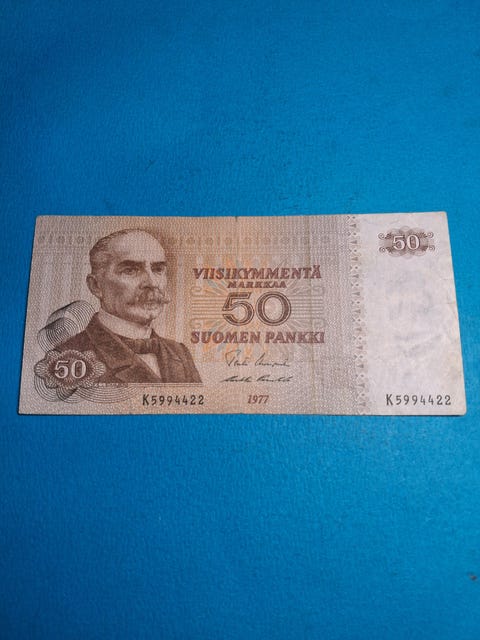 50
VIISIKYMMENTÄ
MARKKAA
50
SUOMEN PANKKI
50
K5994422
1977
K5994422